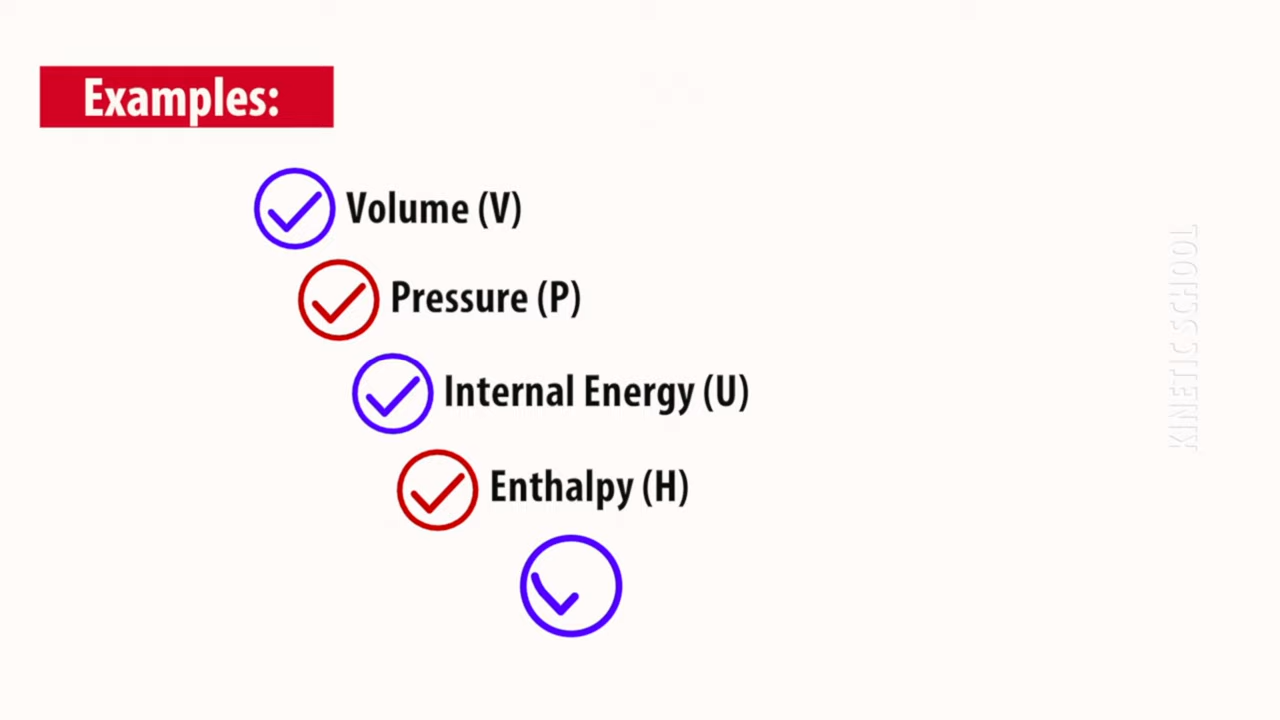 Examples:
Volume (V)
Pressure (P)
Internal Energy (U)
Enthalpy (H)
KINETIC SCHOOL